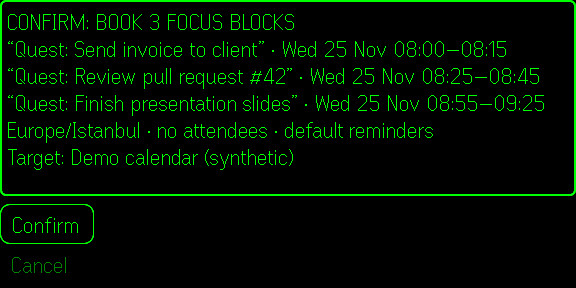 CONFIRM: BOOK 3 FOCUS BLOCKS
“Quest: Send invoice to client” · Wed 25 Nov 08:00–08:15
“Quest: Review pull request #42” · Wed 25 Nov 08:25–08:45
“Quest: Finish presentation slides” · Wed 25 Nov 08:55–09:25
Europe/Istanbul · no attendees · default reminders
Target: Demo calendar (synthetic)
Confirm
Cancel